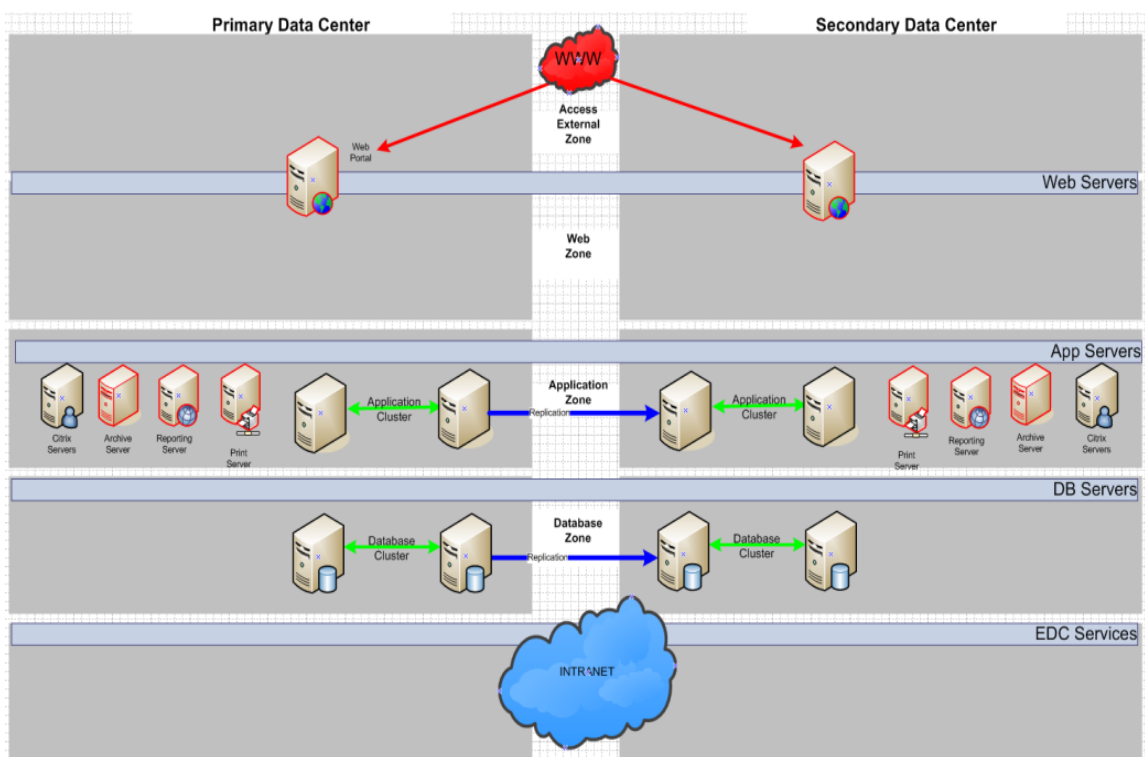 Primary Data Center
Secondary Data Center
WWW
Access
External
Zone
Web
Portal
Web Servers
Web
Zone
App Servers
Citrix
Servers
Archive
Server
Reporting
Server
Print
Server
Application
Cluster
Application
Zone
Replication
Application
Cluster
Print
Server
Reporting
Server
Archive
Server
Citrix
Servers
DB Servers
Database
Cluster
Database
Zone
Replication
Database
Cluster
EDC Services
INTRANET